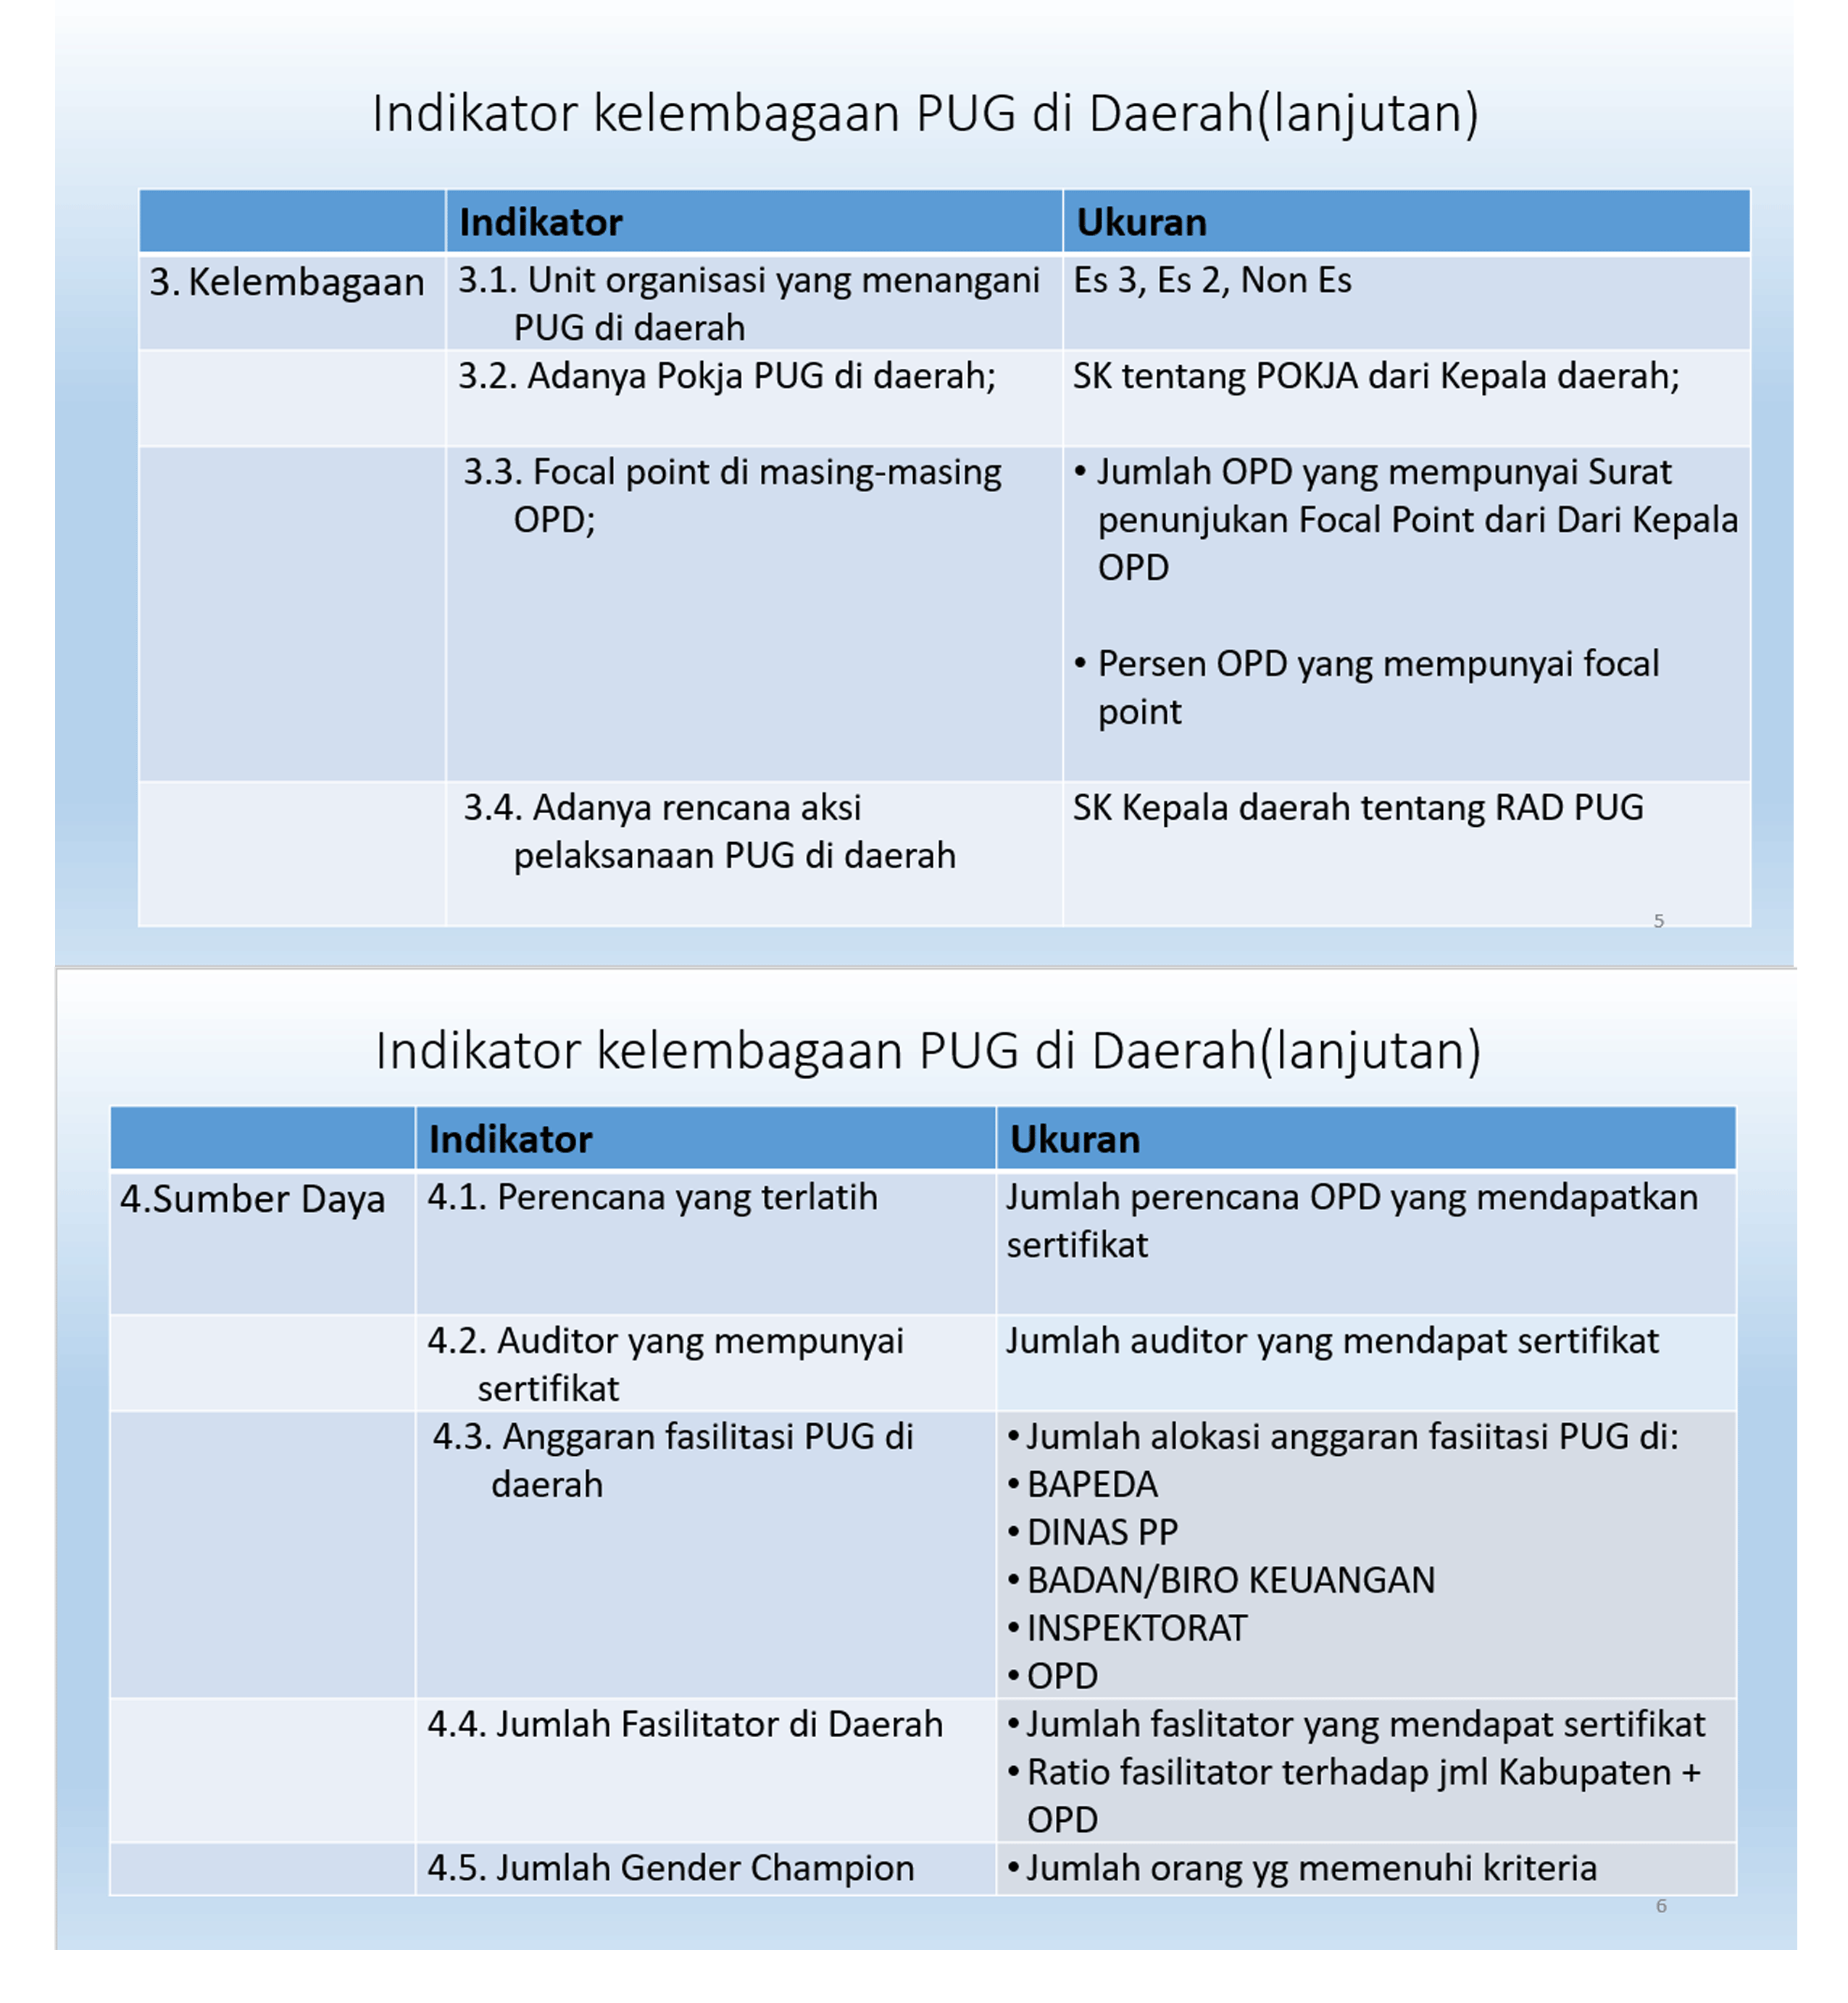 Indikator kelembagaan PUG di Daerah(lanjutan)
Indikator
Ukuran
3. Kelembagaan
3.1. Unit organisasi yang menangani
PUG di daerah
Es 3, Es 2, Non Es
3.2. Adanya Pokja PUG di daerah;
SK tentang POKJA dari Kepala daerah;
3.3. Focal point di masing-masing
OPD;
• Jumlah OPD yang mempunyai Surat
penunjukan Focal Point dari Dari Kepala
OPD
• Persen OPD yang mempunyai focal
point
3.4. Adanya rencana aksi
pelaksanaan PUG di daerah
SK Kepala daerah tentang RAD PUG
5
Indikator kelembagaan PUG di Daerah(lanjutan)
Indikator
Ukuran
4.Sumber Daya
4.1. Perencana yang terlatih
Jumlah perencana OPD yang mendapatkan
sertifikat
4.2. Auditor yang mempunyai
sertifikat
Jumlah auditor yang mendapat sertifikat
4.3. Anggaran fasilitasi PUG di
daerah
• Jumlah alokasi anggaran fasiitasi PUG di:
• BAPEDA
• DINAS PP
• BADAN/BIRO KEUANGAN
• INSPEKTORAT
• OPD
4.4. Jumlah Fasilitator di Daerah
• Jumlah faslitator yang mendapat sertifikat
• Ratio fasilitator terhadap jml Kabupaten +
OPD
4.5. Jumlah Gender Champion
• Jumlah orang yg memenuhi kriteria
6